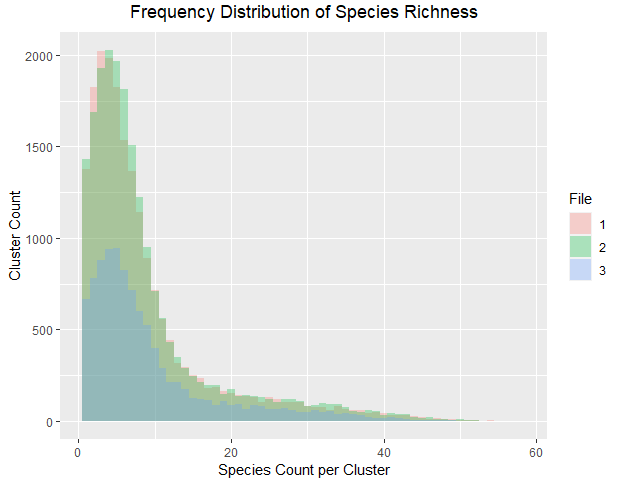 Frequency Distribution of Species Richness
Cluster Count
2000
1500
1000
500
0
0 20 40 60
Species Count per Cluster
File
1
2
3